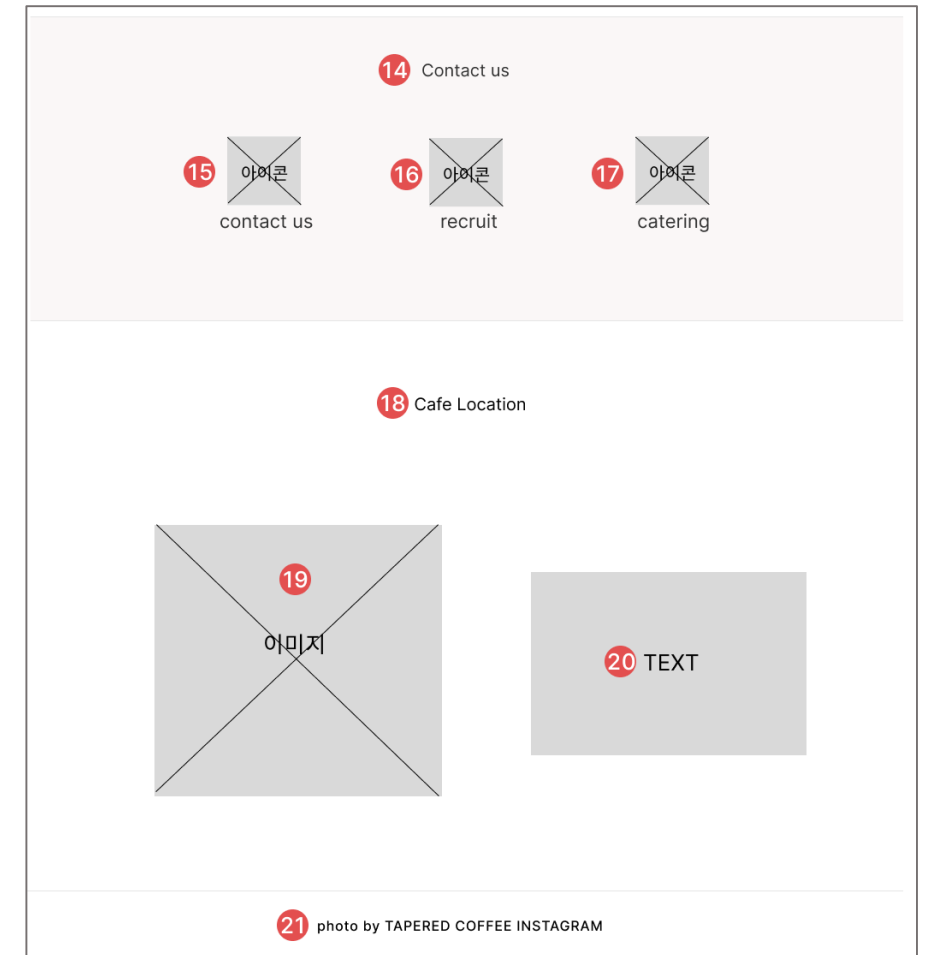 14 Contact us
15 아이콘
contact us
16 아이콘
recruit
17 아이콘
catering
18 Cafe Location
19
이미지
20 TEXT
21 photo by TAPERED COFFEE INSTAGRAM